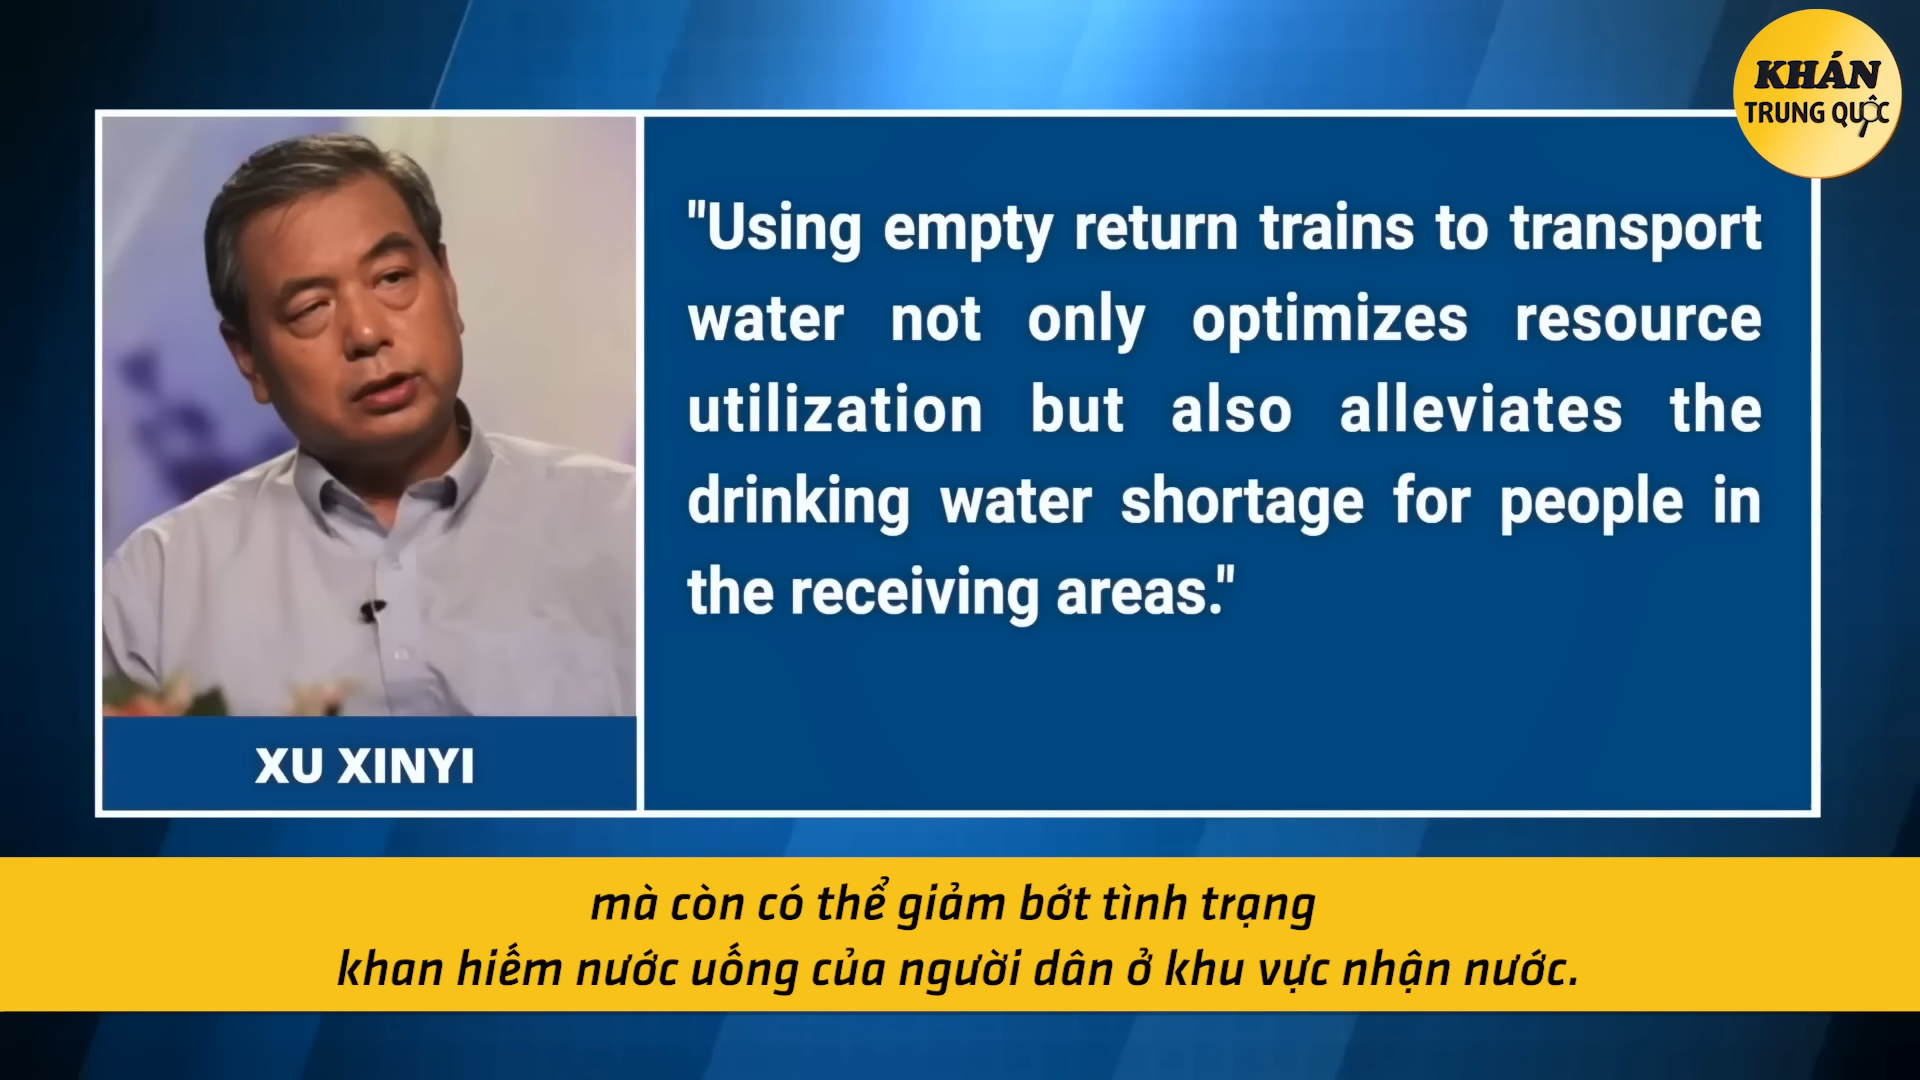 KHÁN
TRUNG QUỐC
"Using empty return trains to transport
water not only optimizes resource
utilization but also alleviates the
drinking water shortage for people in
the receiving areas."
XU XINYI
mà còn có thể giảm bớt tình trạng
khan hiếm nước uống của người dân ở khu vực nhận nước.